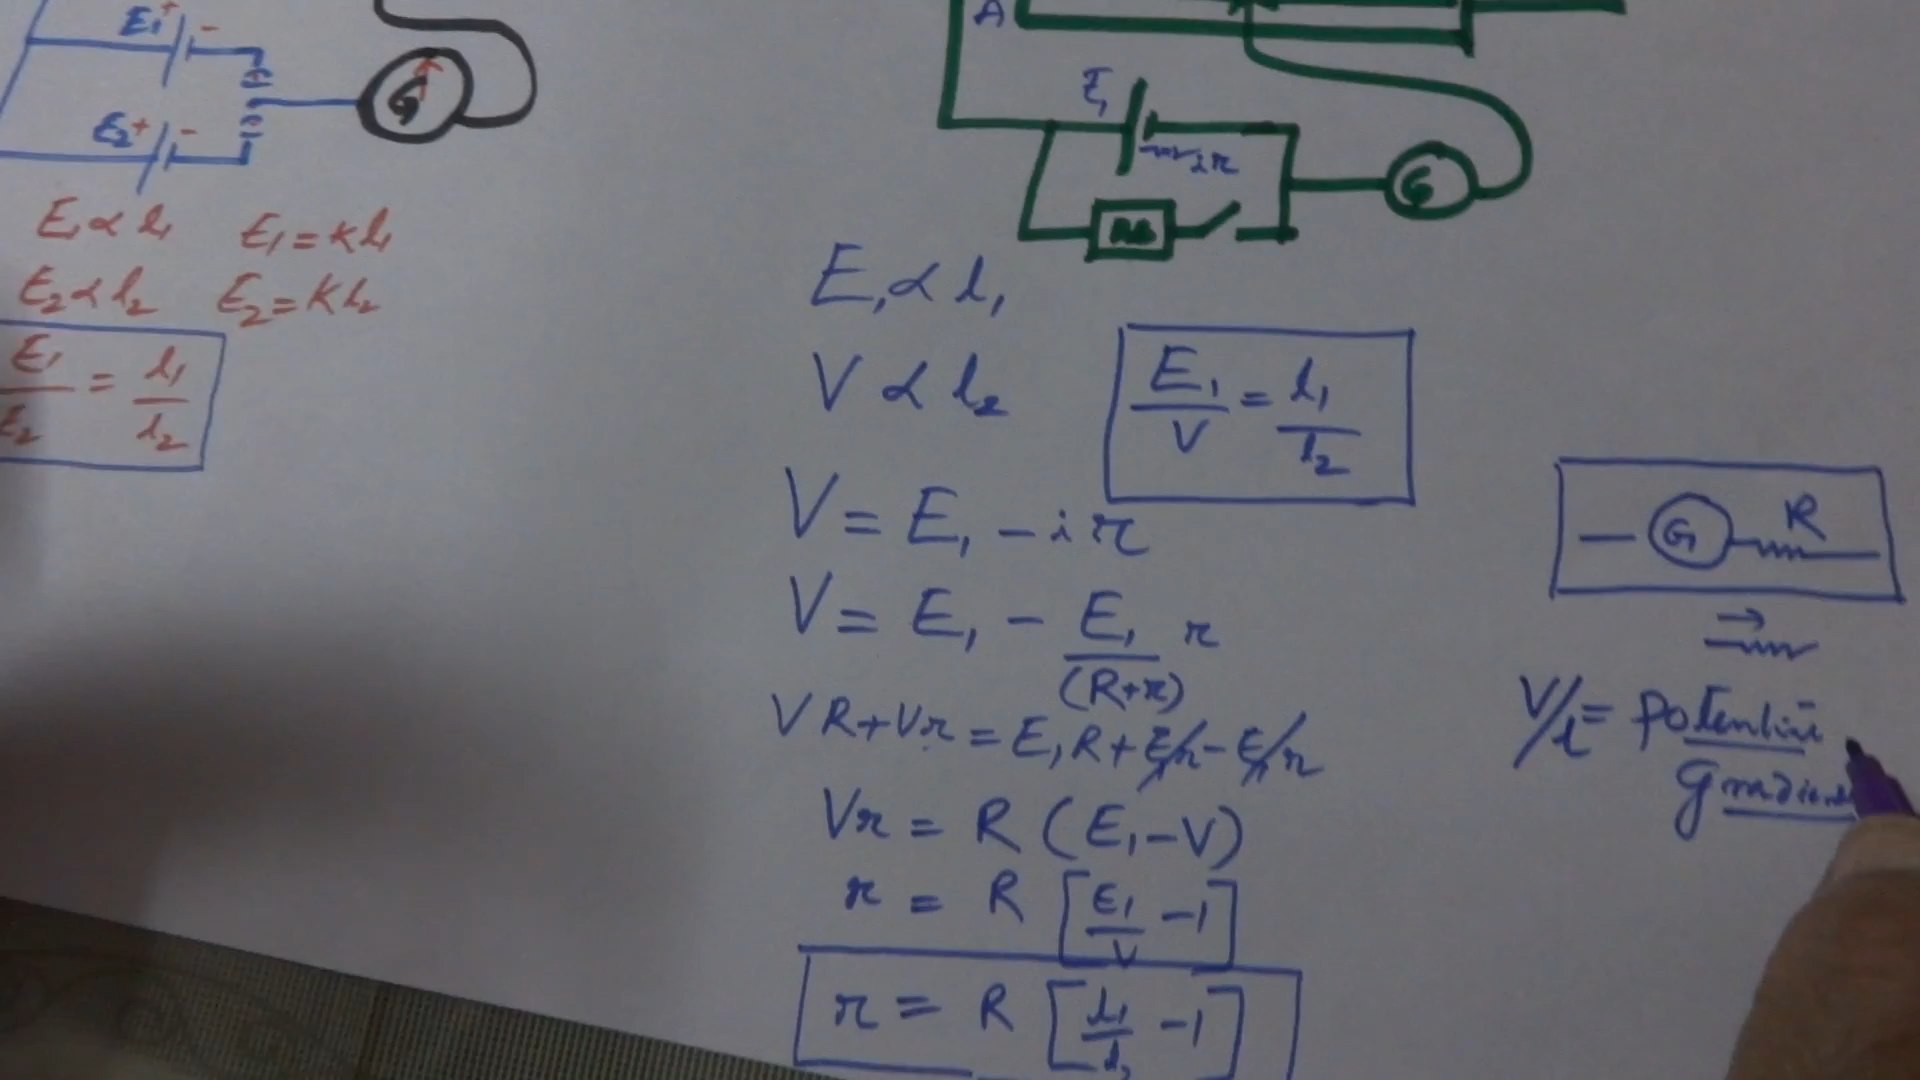 E1 + -
E2 + -
G
E1 ∝ l1 E1 = Kl1
E2 ∝ l2 E2 = Kl2
E1/E2 = l1/l2
A
E1
ir
G
RB
E1 ∝ l1
V ∝ l2
E1/V = l1/l2
V = E1 - ir
V = E1 - E1/(R+r) r
VR+Vr = E1R + E1r - E1r
Vr = R (E1-V)
r = R [E1/V - 1]
r = R [l1/l2 - 1]
G R
V/l = potential
gradient